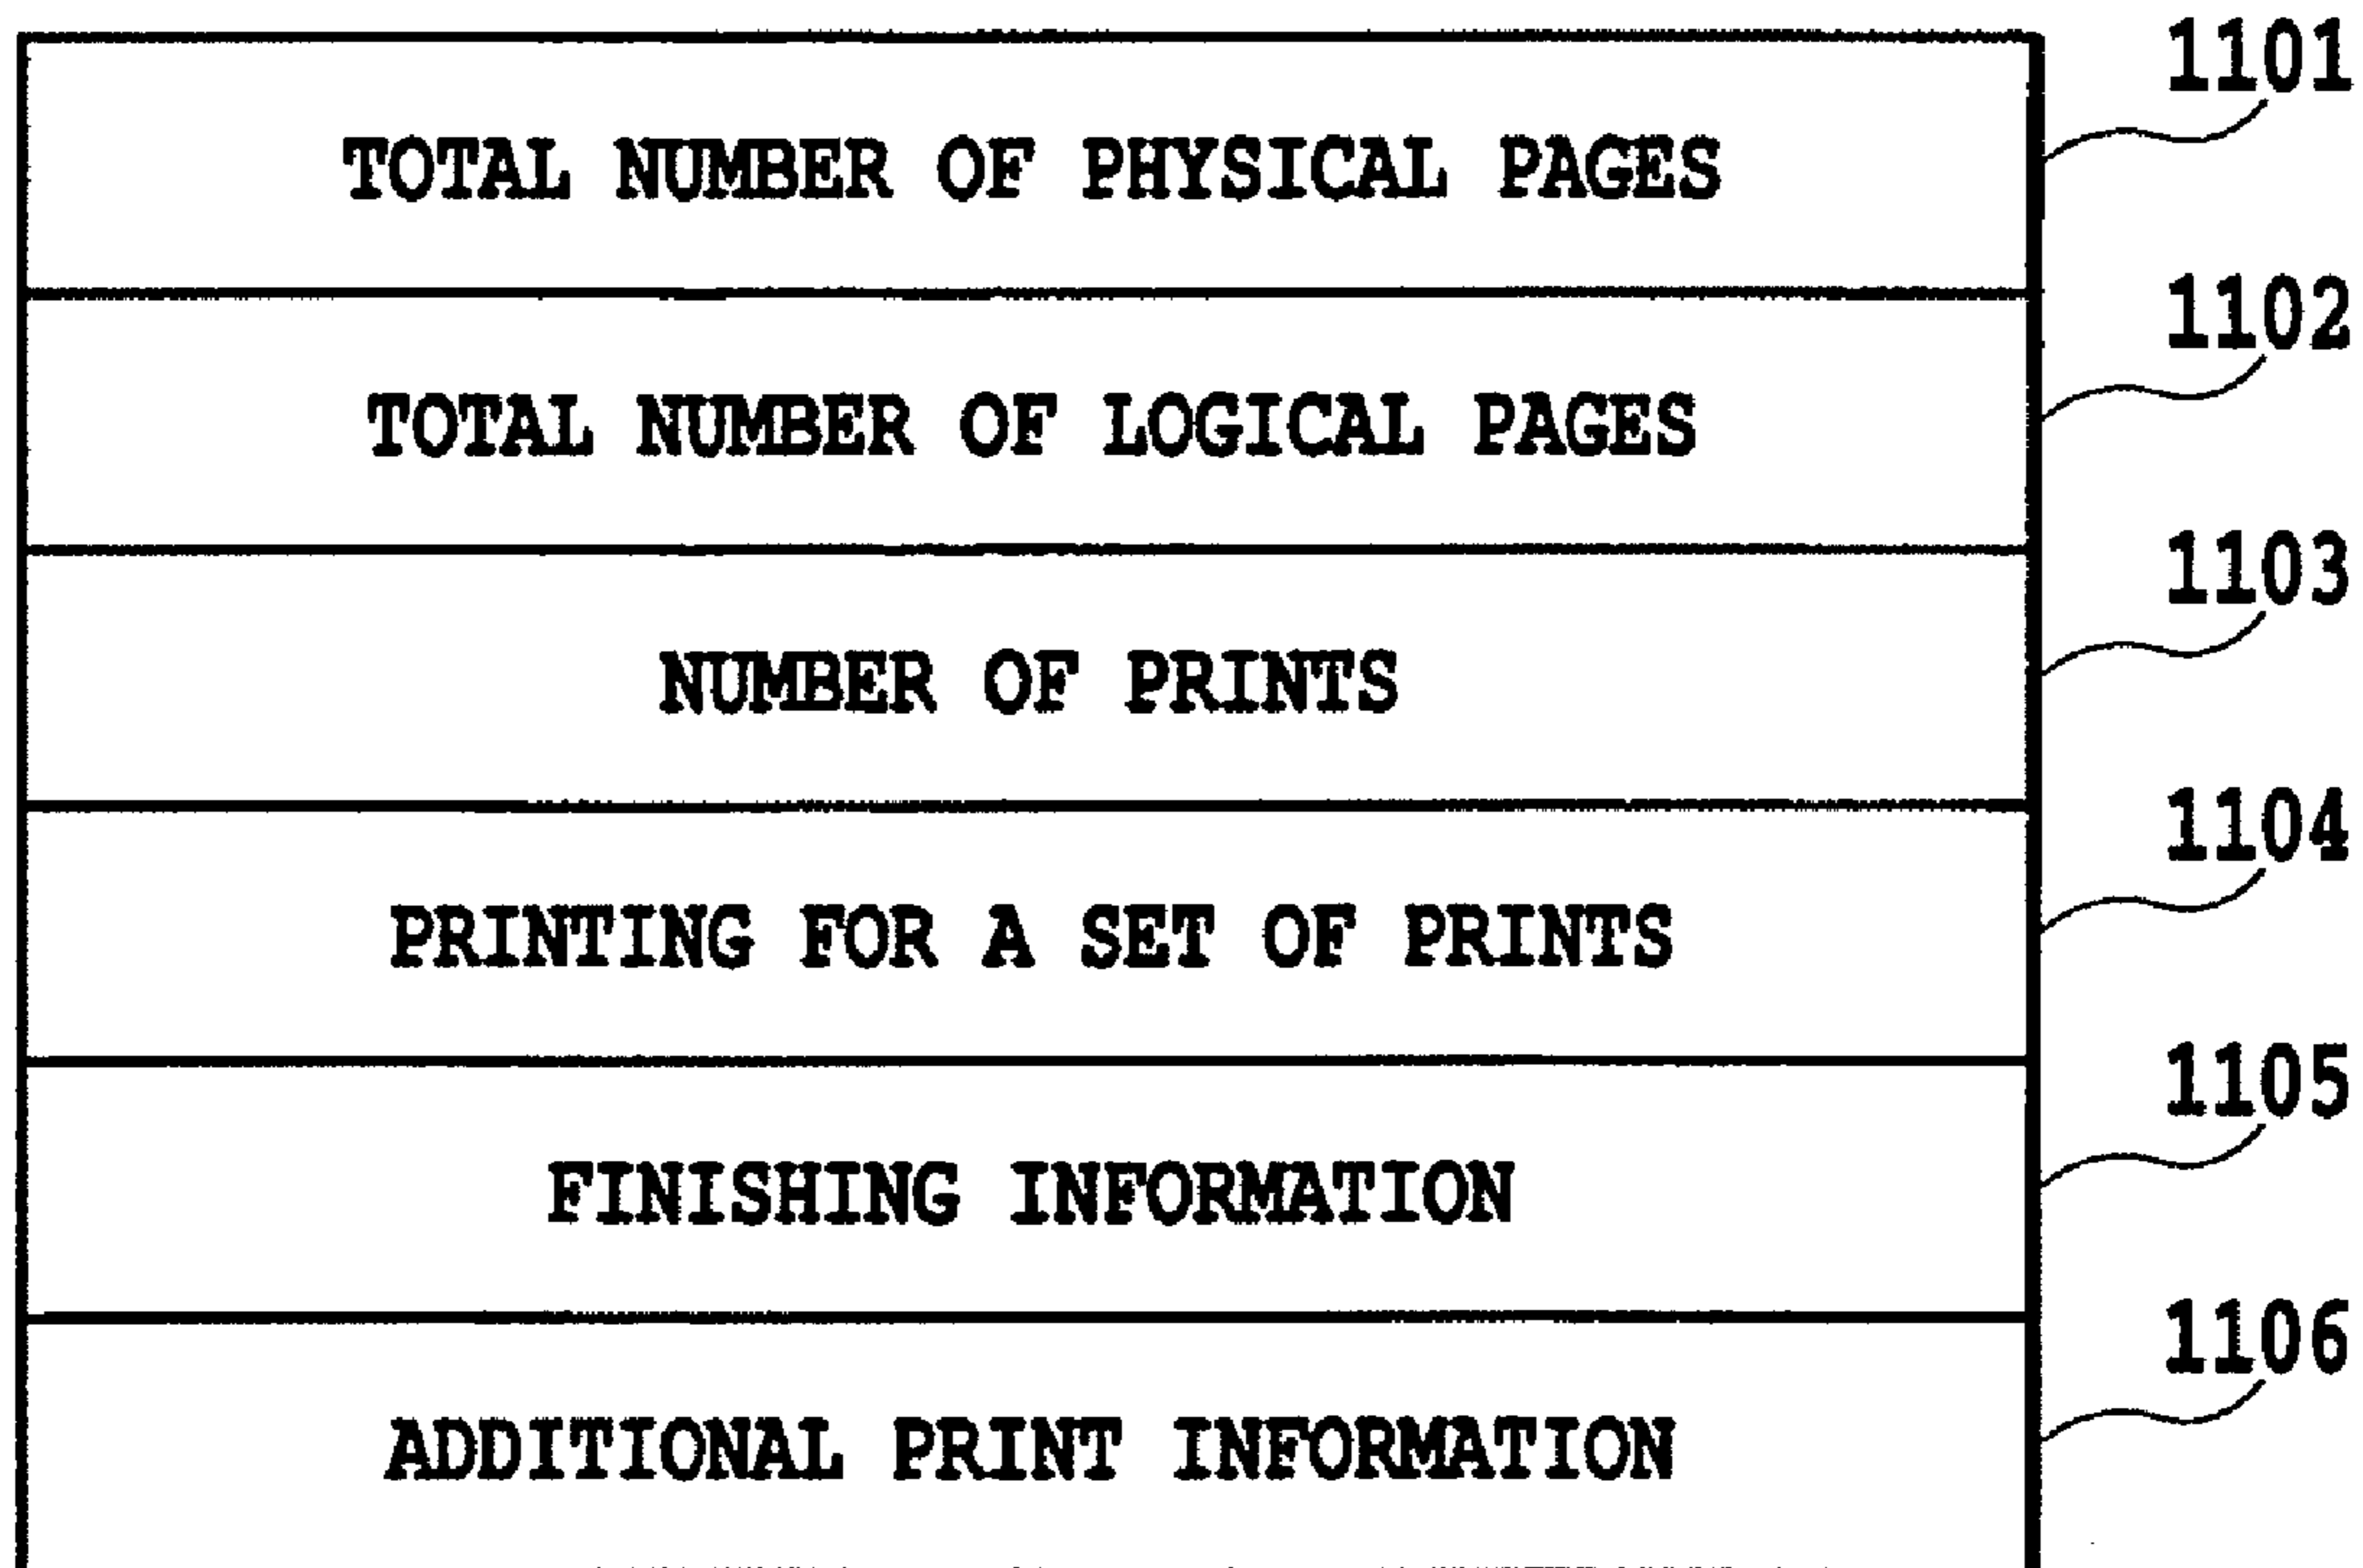 1101
TOTAL NUMBER OF PHYSICAL PAGES
1102
TOTAL NUMBER OF LOGICAL PAGES
1103
NUMBER OF PRINTS
1104
PRINTING FOR A SET OF PRINTS
1105
FINISHING INFORMATION
1106
ADDITIONAL PRINT INFORMATION